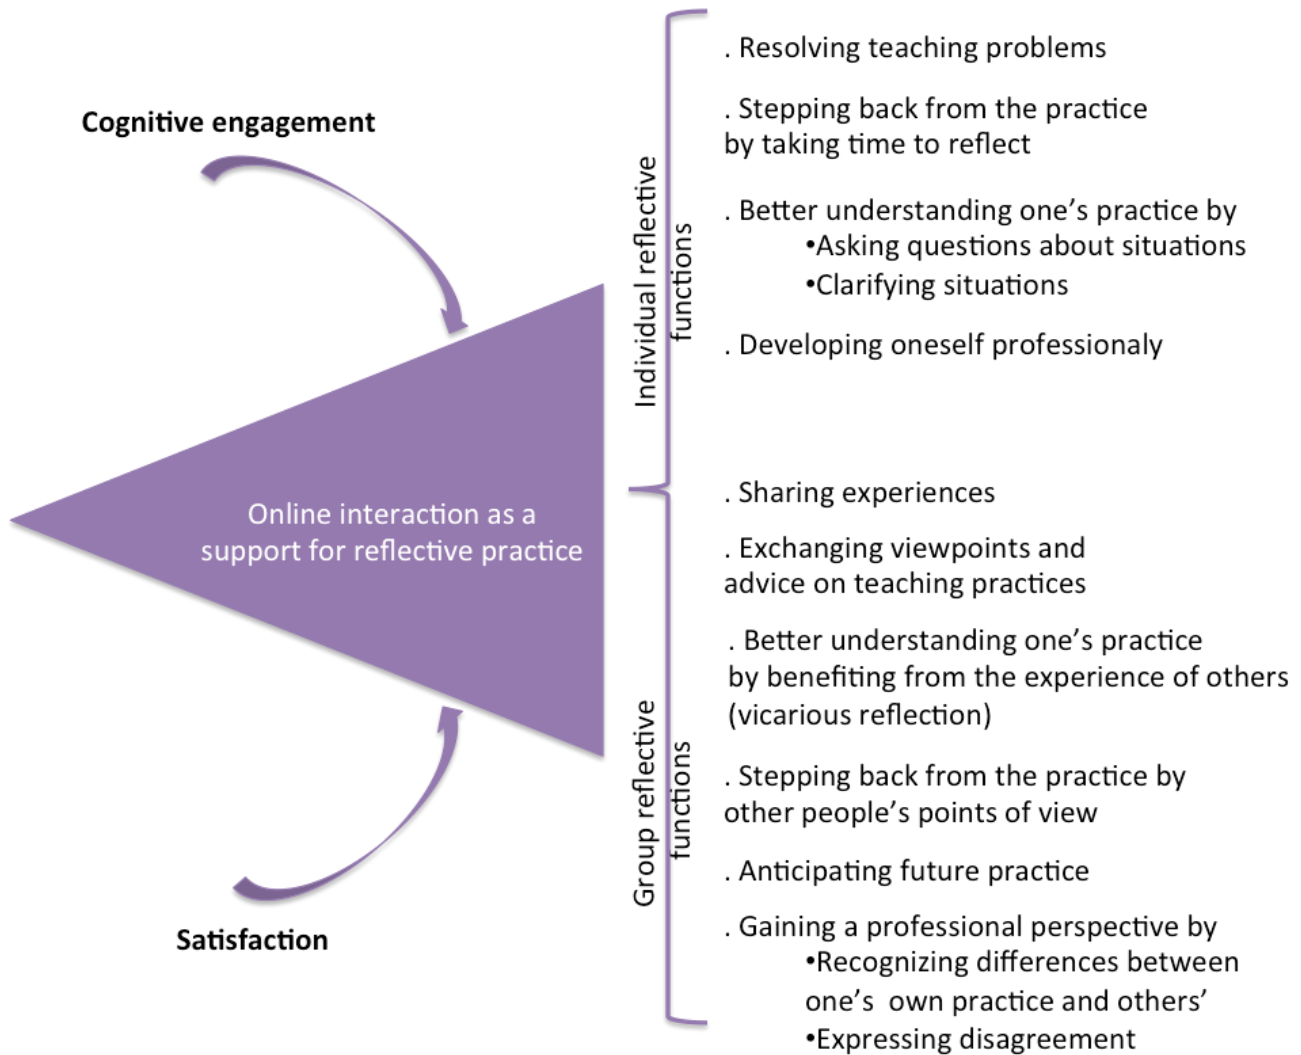 Cognitive engagement
Online interaction as a
support for reflective practice
Satisfaction
Individual reflective
functions
. Resolving teaching problems
. Stepping back from the practice
by taking time to reflect
. Better understanding one’s practice by
•Asking questions about situations
•Clarifying situations
. Developing oneself professionaly
Group reflective
functions
. Sharing experiences
. Exchanging viewpoints and
advice on teaching practices
. Better understanding one’s practice
by benefiting from the experience of others
(vicarious reflection)
. Stepping back from the practice by
other people’s points of view
. Anticipating future practice
. Gaining a professional perspective by
•Recognizing differences between
one’s own practice and others’
•Expressing disagreement